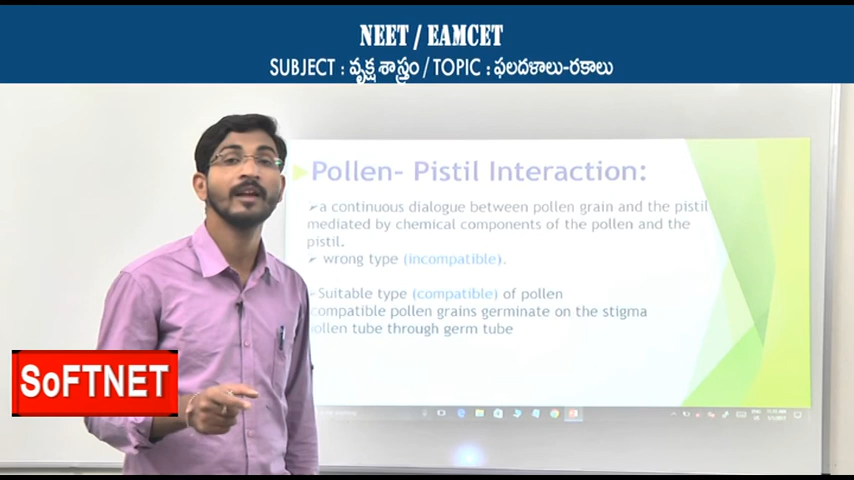 NEET / EAMCET
SUBJECT : వృక్ష శాస్త్రం / TOPIC : ఫలదళాలు-రకాలు
Pollen- Pistil Interaction:
a continuous dialogue between pollen grain and the pistil
mediated by chemical components of the pollen and the
pistil.
wrong type (incompatible).
Suitable type (compatible) of pollen
compatible pollen grains germinate on the stigma
ollen tube through germ tube
SoFTNET